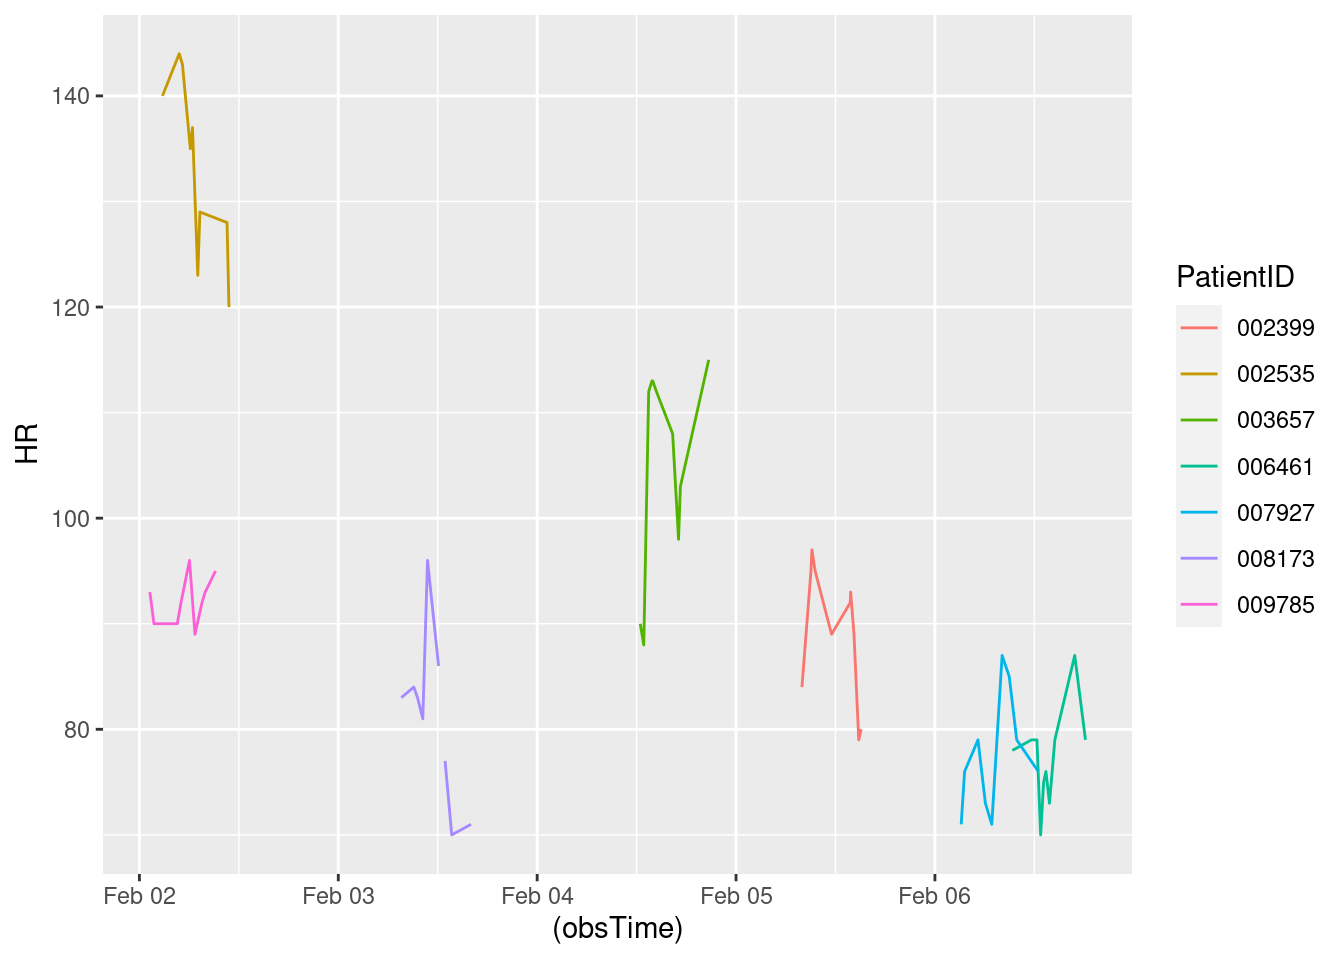 140
120
100
80
HR
Feb 02
Feb 03
Feb 04
Feb 05
Feb 06
(obsTime)
PatientID
002399
002535
003657
006461
007927
008173
009785